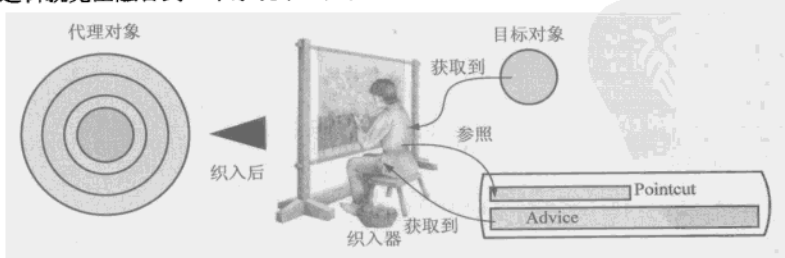 代理对象
目标对象
获取到
参照
织入后
Pointcut
Advice
获取到
织入器